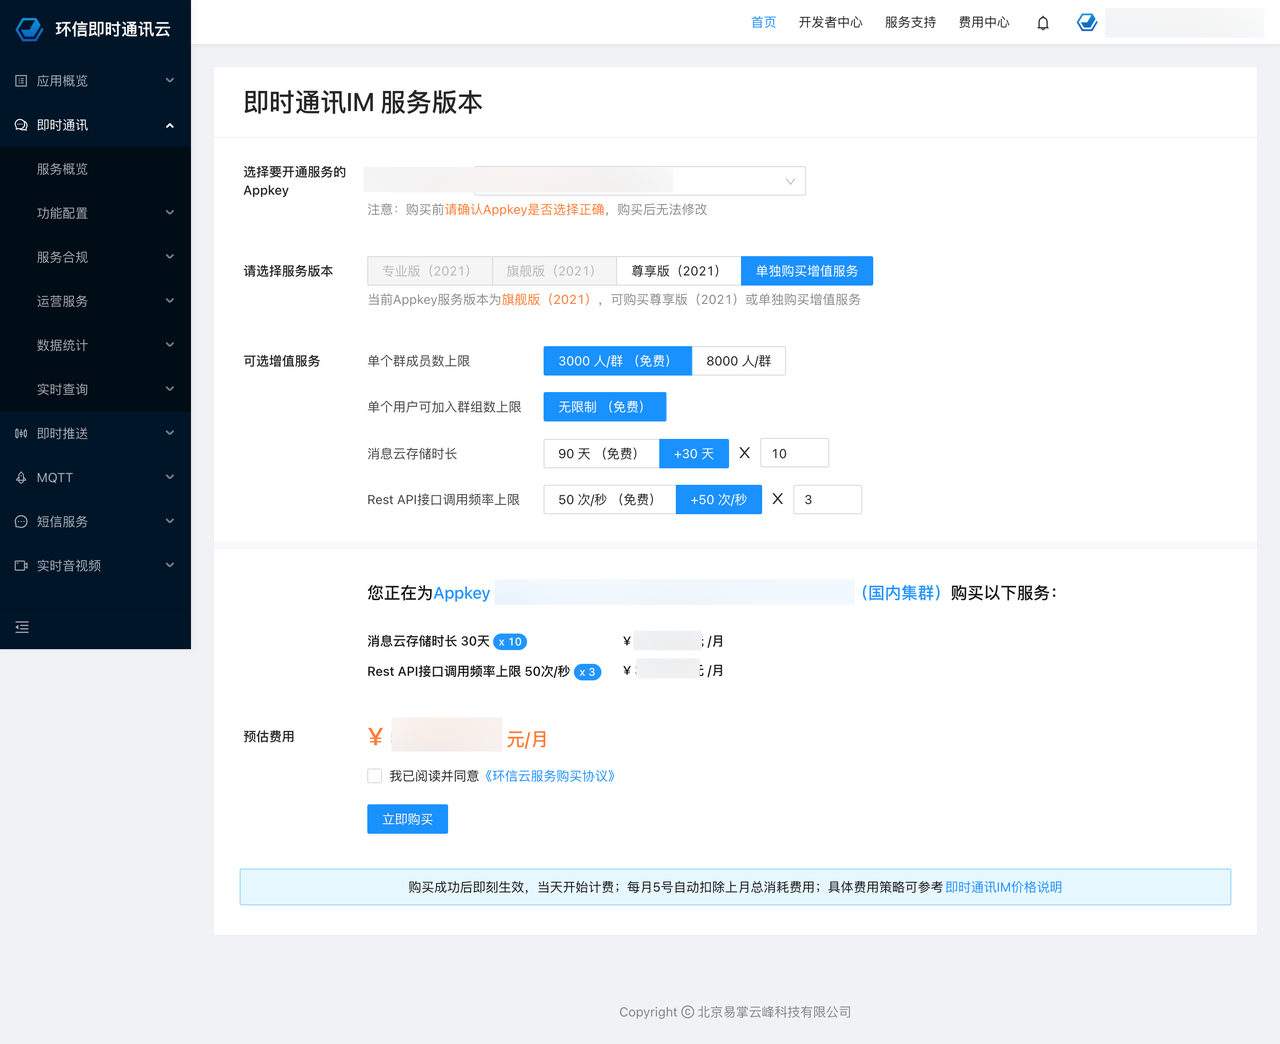 环信即时通讯云
首页 开发者中心 服务支持 费用中心
应用概览
即时通讯
服务概览
功能配置
服务合规
运营服务
数据统计
实时查询
即时推送
MQTT
短信服务
实时音视频
即时通讯IM 服务版本
选择要开通服务的
Appkey
注意：购买前请确认Appkey是否选择正确，购买后无法修改
请选择服务版本 专业版（2021） 旗舰版（2021） 尊享版（2021） 单独购买增值服务
当前Appkey服务版本为旗舰版（2021），可购买尊享版（2021）或单独购买增值服务
可选增值服务 单个群成员数上限 3000 人/群 （免费） 8000 人/群
单个用户可加入群组数上限 无限制 （免费）
消息云存储时长 90 天 （免费） +30 天 X 10
Rest API接口调用频率上限 50 次/秒 （免费） +50 次/秒 X 3
您正在为Appkey （国内集群） 购买以下服务：
消息云存储时长 30天 x 10 ¥ /月
Rest API接口调用频率上限 50次/秒 x 3 ¥ 元 /月
预估费用 ¥ 元/月
我已阅读并同意《环信云服务购买协议》
立即购买
购买成功后即刻生效，当天开始计费；每月5号自动扣除上月总消耗费用；具体费用策略可参考即时通讯IM价格说明
Copyright © 北京易掌云峰科技有限公司